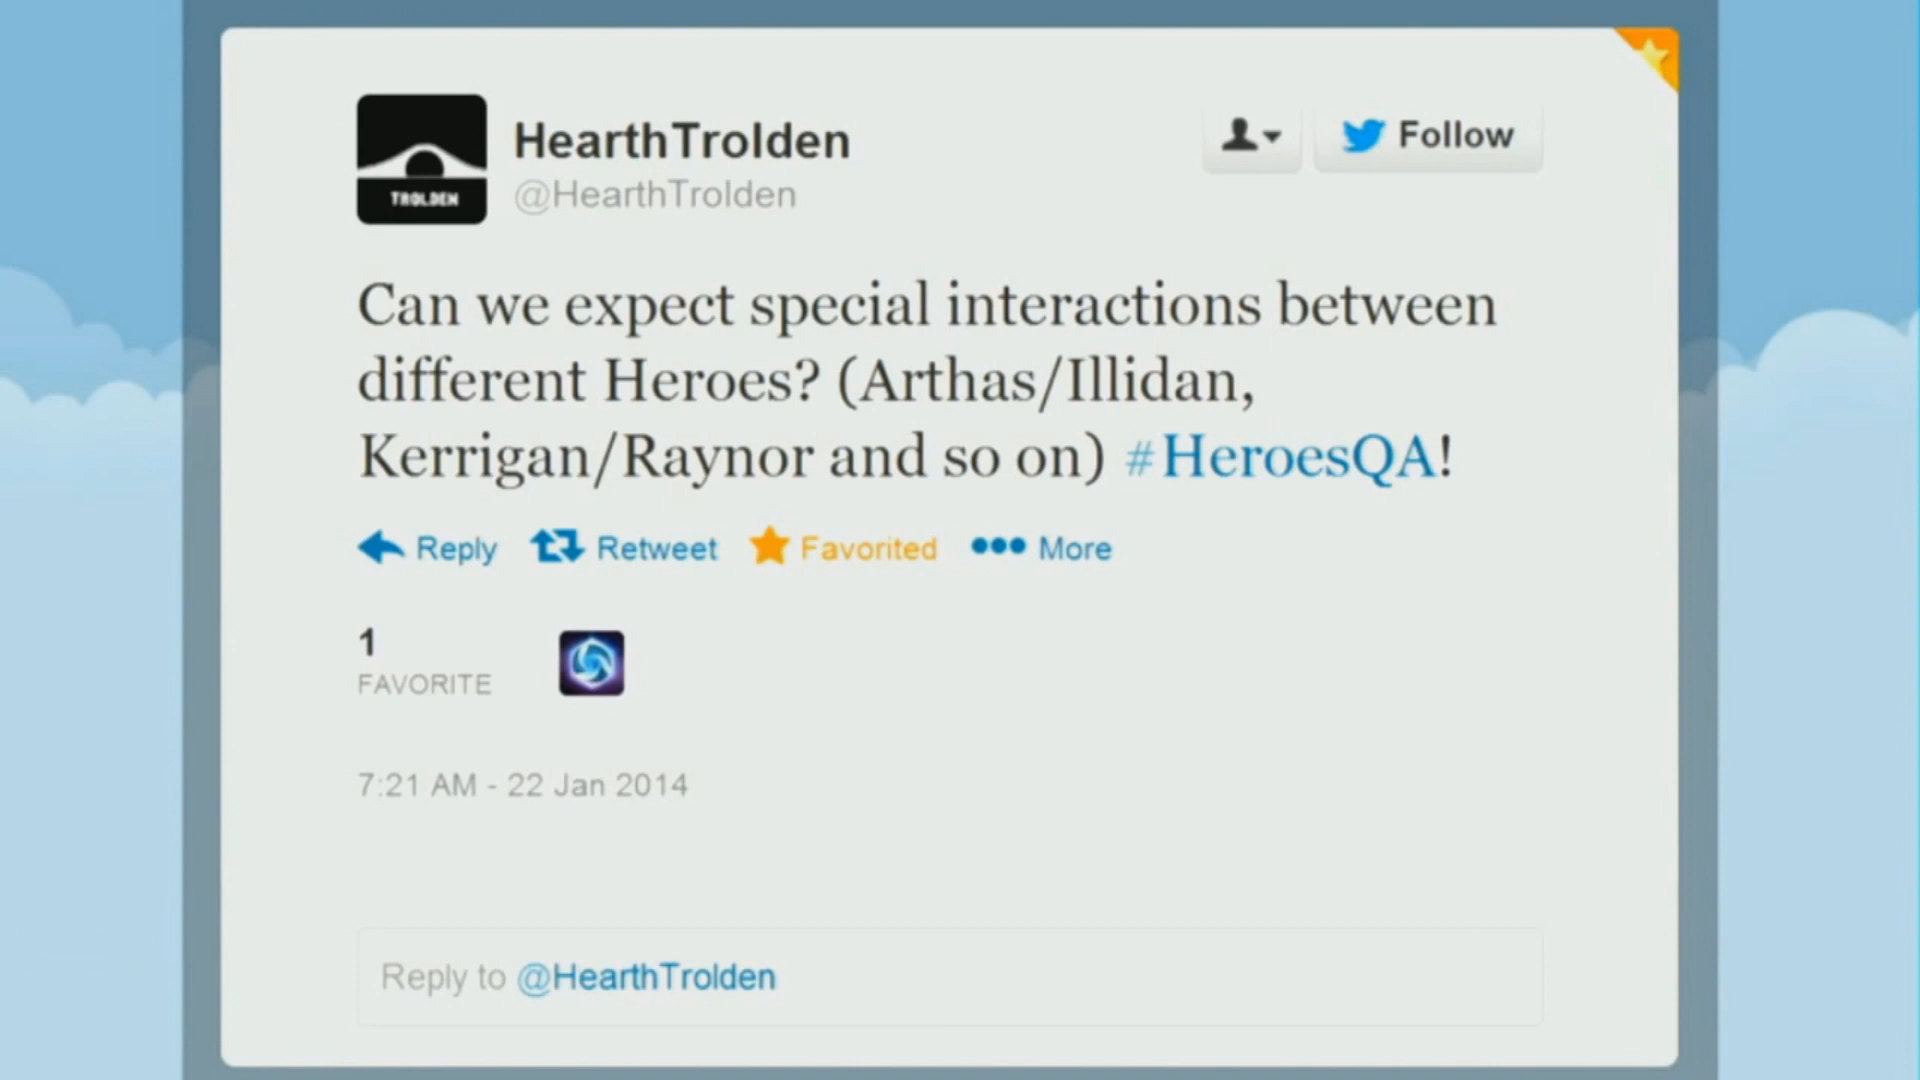 TROLDEN
HearthTrolden
@HearthTrolden
Follow
Can we expect special interactions between
different Heroes? (Arthas/Illidan,
Kerrigan/Raynor and so on) #HeroesQA!
Reply Retweet Favorited More
1
FAVORITE
7:21 AM - 22 Jan 2014
Reply to @HearthTrolden